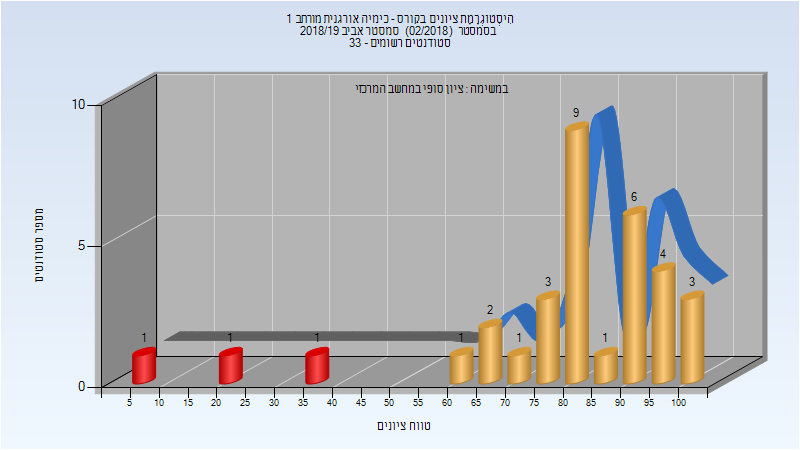 היסטוגרמת ציונים בקורס - כימיה אורגנית מורחב 1
בסמסטר (02/2018) סמסטר אביב 2018/19
סטודנטים רשומים - 33
במשימה : ציון סופי במחשב המרכזי
מספר סטודנטים
10
5
0
1
1
1
1
2
1
3
9
1
6
4
3
5 10 15 20 25 30 35 40 45 50 55 60 65 70 75 80 85 90 95 100
טווח ציונים